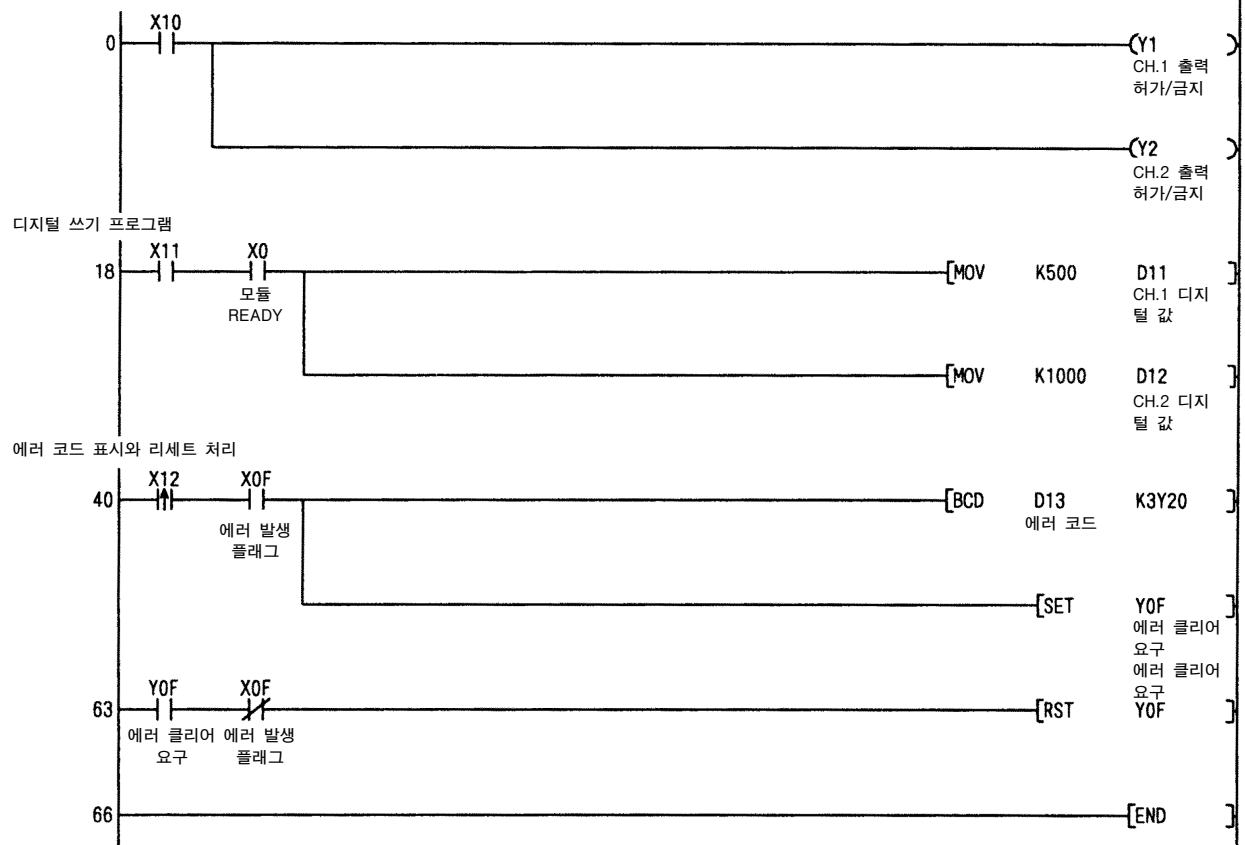 X10
0
(Y1 )
CH.1 출력
허가/금지
(Y2 )
CH.2 출력
허가/금지
디지털 쓰기 프로그램
X11 X0
18
[MOV K500 D11 ]
모듈
READY
CH.1 디지
털 값
[MOV K1000 D12 ]
CH.2 디지
털 값
에러 코드 표시와 리세트 처리
X12 X0F
40
[BCD D13 K3Y20 ]
에러 발생
플래그
에러 코드
[SET Y0F ]
에러 클리어
요구
에러 클리어
요구
Y0F X0F
63
[RST Y0F ]
에러 클리어 에러 발생
요구 플래그
66
[END ]